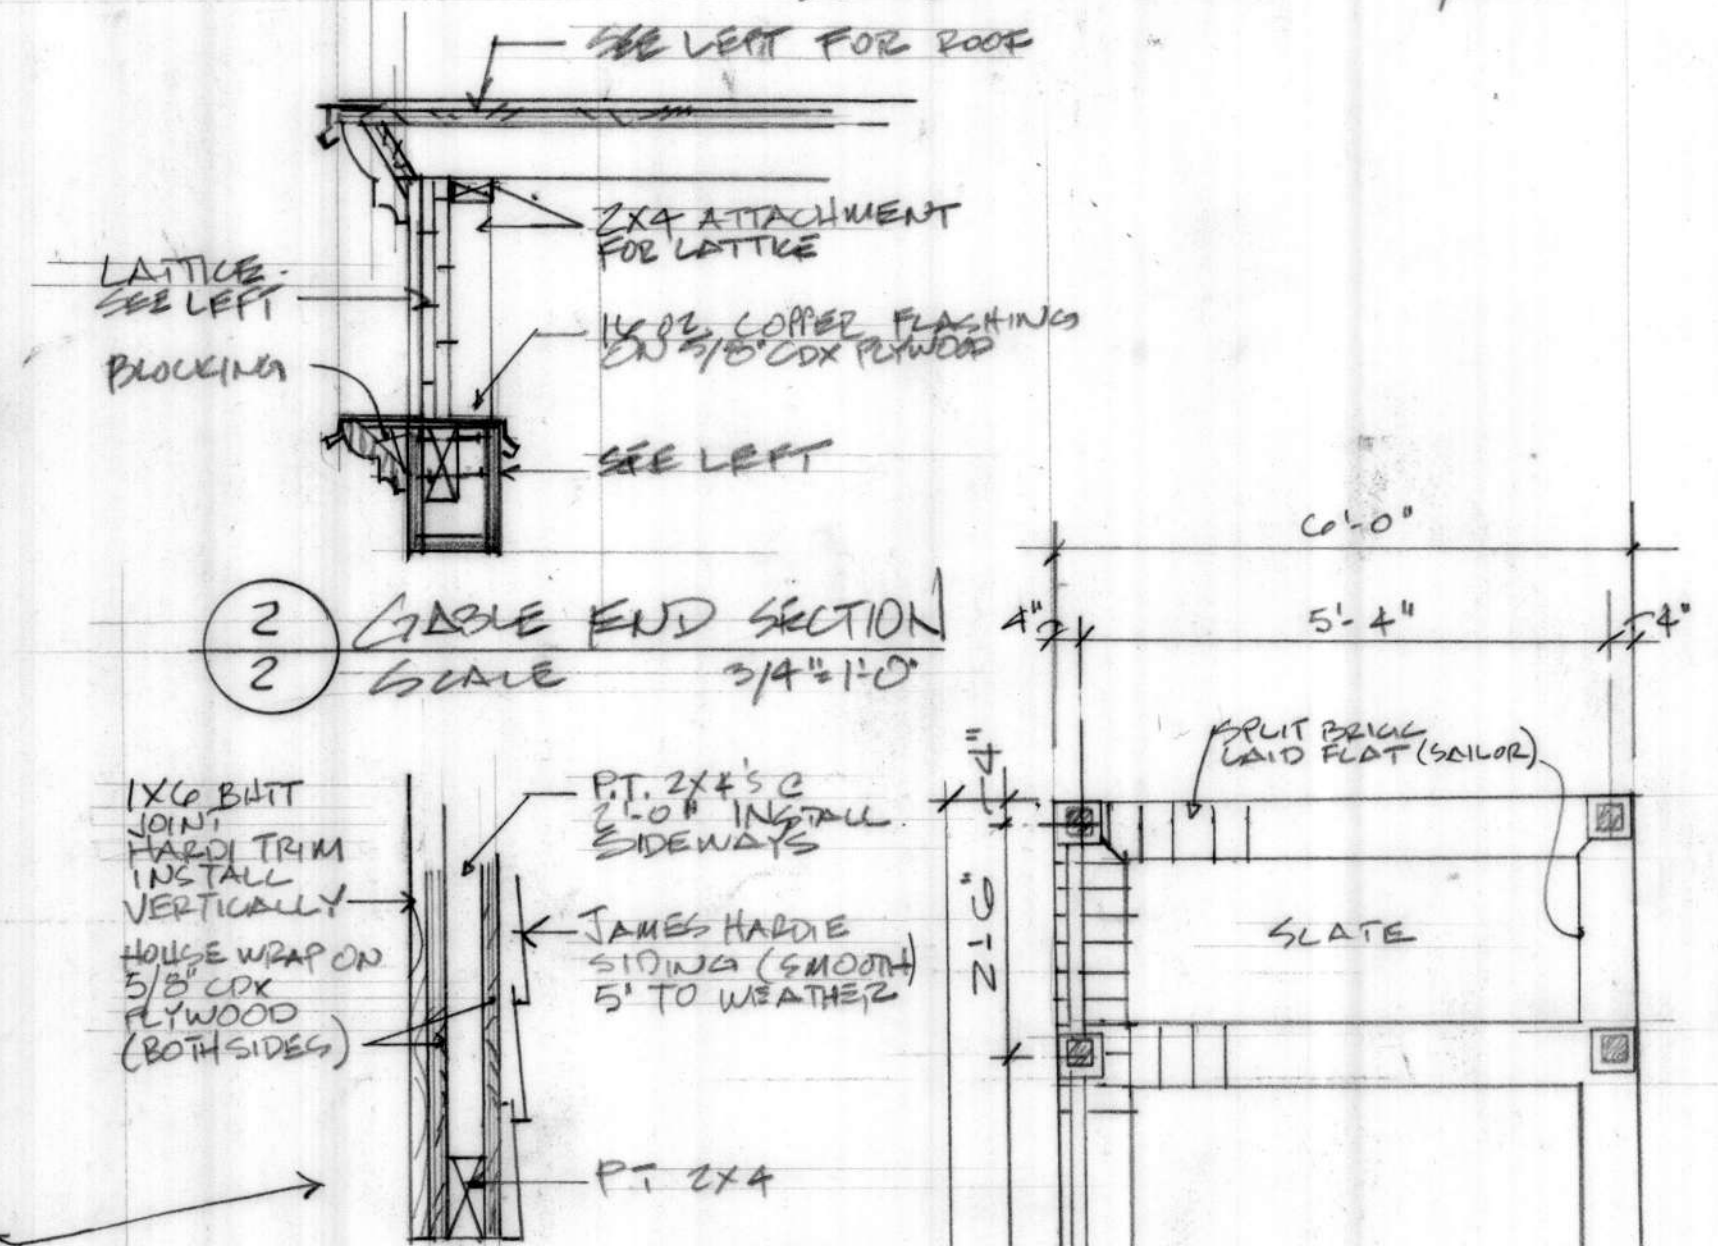 SEE LEFT FOR ROOF
2X4 ATTACHMENT
FOR LATTICE
LATTICE-
SEE LEFT
16 OZ. COPPER FLASHING
ON 5/8" CDX PLYWOOD
BLOCKING
SEE LEFT
2
2
GABLE END SECTION
SCALE 3/4"=1'-0"
6'-0"
4" 5'-4" 4"
1X6 BUTT
JOINT
HARDI TRIM
INSTALL
VERTICALLY
HOUSE WRAP ON
5/8" CDX
PLYWOOD
(BOTH SIDES)
P.T. 2X4'S @
2'-0" INSTALL
SIDEWAYS
JAMES HARDIE
SIDING (SMOOTH)
5" TO WEATHER
P.T 2X4
SPLIT BRICK
LAID FLAT (SAILOR)
4"
2'-6"
SLATE